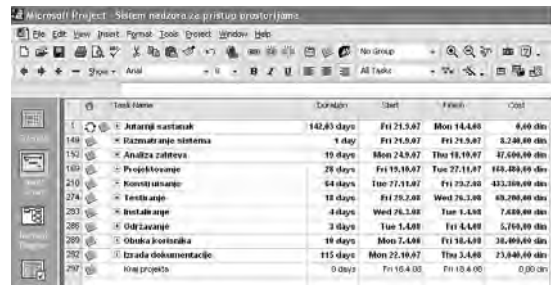 Microsoft Project - Sistem nadzora za pristup prostorijama
File Edit View Insert Format Tools Project Window Help
No Group
Show Arial 8 B I U All Tasks
Task Name Duration Start Finish Cost
1 Jutarnji sastanak 142,03 days Fri 21.9.07 Mon 14.4.08 0,00 din
149 Razmatranje sistema 1 day Fri 21.9.07 Fri 21.9.07 8.240,00 din
152 Analiza zahteva 19 days Mon 24.9.07 Thu 18.10.07 47.600,00 din
169 Projektovanje 28 days Fri 19.10.07 Tue 27.11.07
210 Konstruisanje 64 days Tue 27.11.07 Fri 29.2.08
274 Testiranje 18 days Fri 29.2.08 Wed 26.3.08
283 Instaliranje 4 days Wed 26.3.08 Tue 1.4.08 7.680,00 din
286 Održavanje 3 days Tue 1.4.08 Fri 4.4.08 5.760,00 din
289 Obuka korisnika 10 days Mon 7.4.08 Fri 18.4.08 38.400,00 din
292 Izrada dokumentacije 115 days Mon 22.10.07 Thu 3.4.08 23.040,00 din
297 Kraj projekta 0 days Fri 18.4.08 Fri 18.4.08 0,00 din